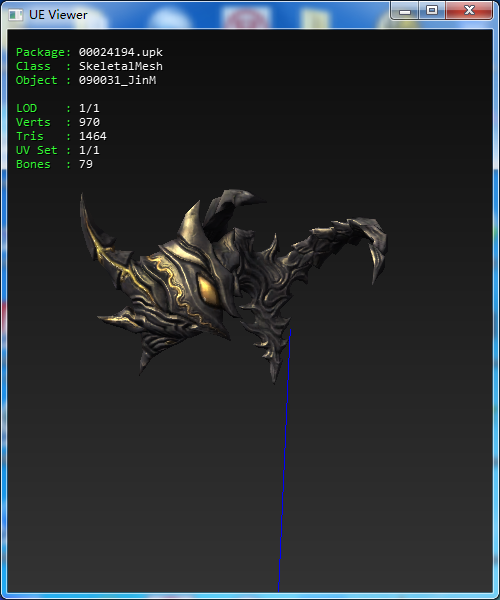 UE Viewer
Package: 00024194.upk
Class : SkeletalMesh
Object : 090031_JinM
LOD : 1/1
Verts : 970
Tris : 1464
UV Set : 1/1
Bones : 79